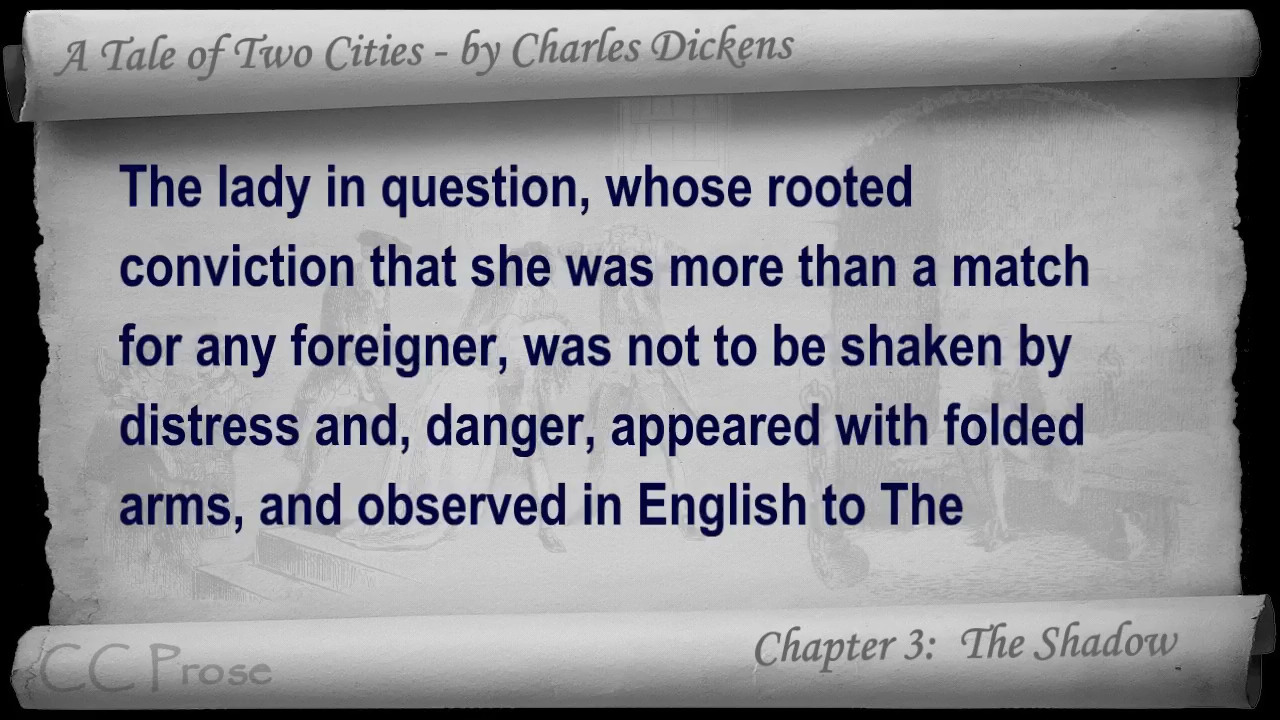 A Tale of Two Cities - by Charles Dickens
The lady in question, whose rooted
conviction that she was more than a match
for any foreigner, was not to be shaken by
distress and, danger, appeared with folded
arms, and observed in English to The
Chapter 3: The Shadow
CC Prose